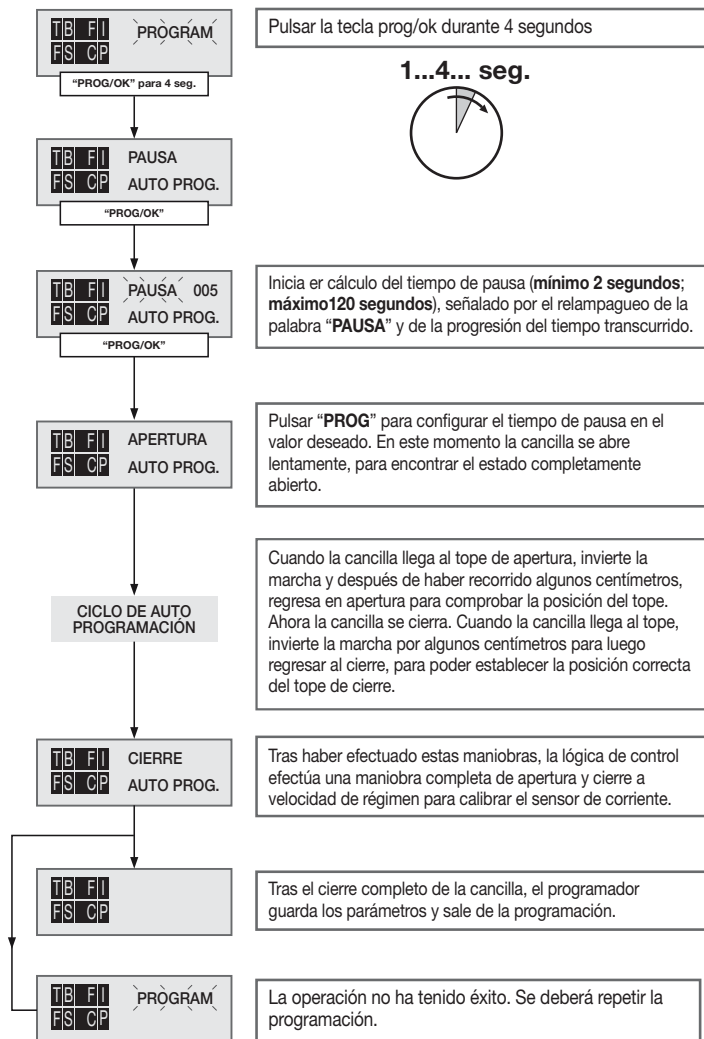 TB FI PROGRAM
FS CP
Pulsar la tecla prog/ok durante 4 segundos
"PROG/OK" para 4 seg.
1...4... seg.
TB FI PAUSA
FS CP AUTO PROG.
"PROG/OK"
TB FI PAUSA 005
FS CP AUTO PROG.
"PROG/OK"
Inicia er cálculo del tiempo de pausa (mínimo 2 segundos;
máximo120 segundos), señalado por el relampagueo de la
palabra "PAUSA" y de la progresión del tiempo transcurrido.
TB FI APERTURA
FS CP AUTO PROG.
Pulsar "PROG" para configurar el tiempo de pausa en el
valor deseado. En este momento la cancilla se abre
lentamente, para encontrar el estado completamente
abierto.
CICLO DE AUTO
PROGRAMACIÓN
Cuando la cancilla llega al tope de apertura, invierte la
marcha y después de haber recorrido algunos centímetros,
regresa en apertura para comprobar la posición del tope.
Ahora la cancilla se cierra. Cuando la cancilla llega al tope,
invierte la marcha por algunos centímetros para luego
regresar al cierre, para poder establecer la posición correcta
del tope de cierre.
TB FI CIERRE
FS CP AUTO PROG.
Tras haber efectuado estas maniobras, la lógica de control
efectúa una maniobra completa de apertura y cierre a
velocidad de régimen para calibrar el sensor de corriente.
TB FI
FS CP
Tras el cierre completo de la cancilla, el programador
guarda los parámetros y sale de la programación.
TB FI PROGRAM
FS CP
La operación no ha tenido éxito. Se deberá repetir la
programación.